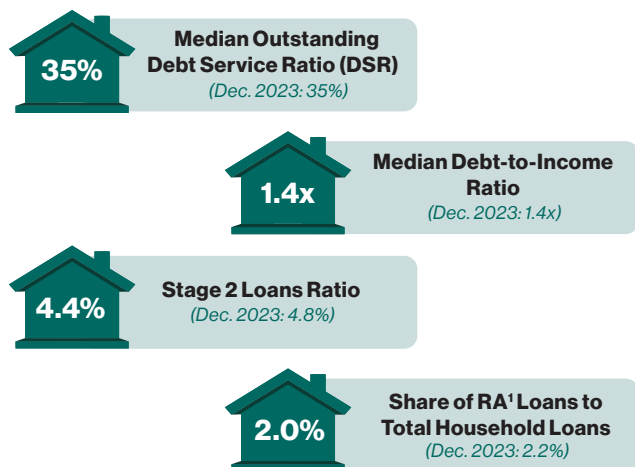 35%
Median Outstanding
Debt Service Ratio (DSR)
(Dec. 2023: 35%)
1.4x
Median Debt-to-Income
Ratio
(Dec. 2023: 1.4x)
4.4%
Stage 2 Loans Ratio
(Dec. 2023: 4.8%)
2.0%
Share of RA¹ Loans to
Total Household Loans
(Dec. 2023: 2.2%)